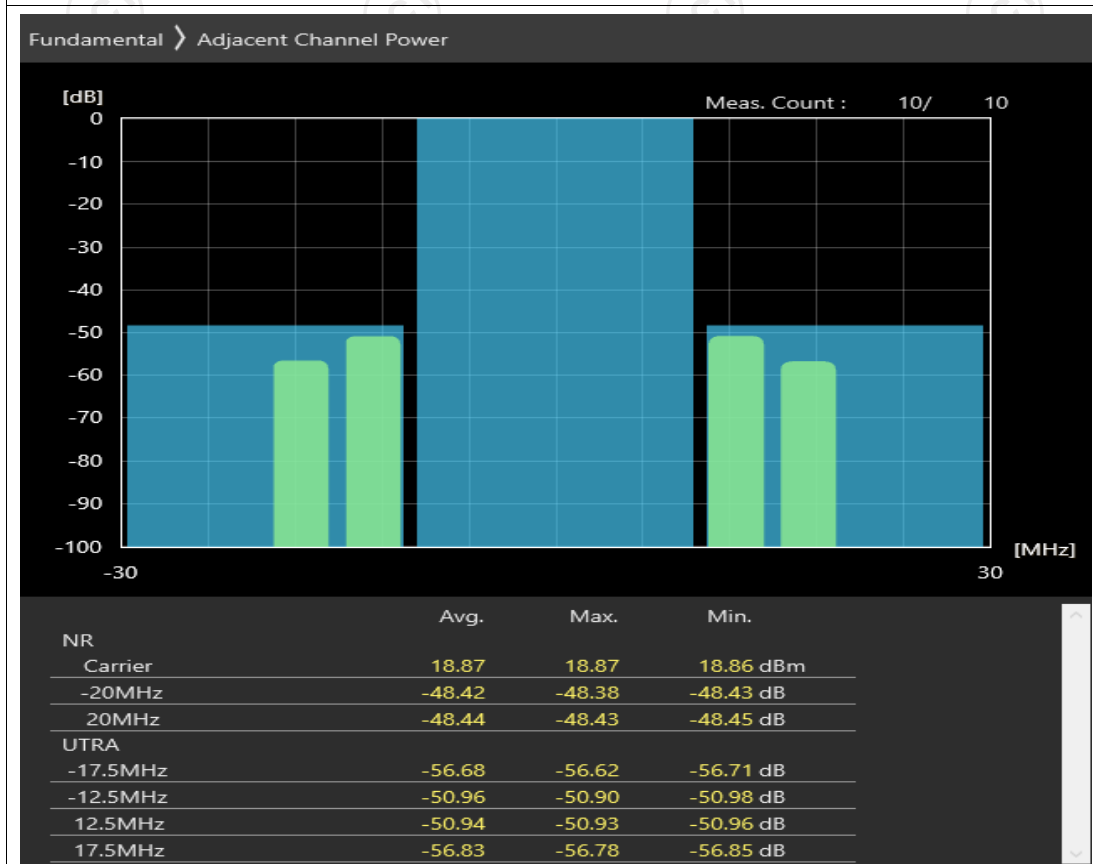 Fundamental 〉 Adjacent Channel Power
[dB]
Meas. Count : 10/ 10
0
-10
-20
-30
-40
-50
-60
-70
-80
-90
-100
[MHz]
-30 30
Avg. Max. Min.
NR
Carrier 18.87 18.87 18.86 dBm
-20MHz -48.42 -48.38 -48.43 dB
20MHz -48.44 -48.43 -48.45 dB
UTRA
-17.5MHz -56.68 -56.62 -56.71 dB
-12.5MHz -50.96 -50.90 -50.98 dB
12.5MHz -50.94 -50.93 -50.96 dB
17.5MHz -56.83 -56.78 -56.85 dB